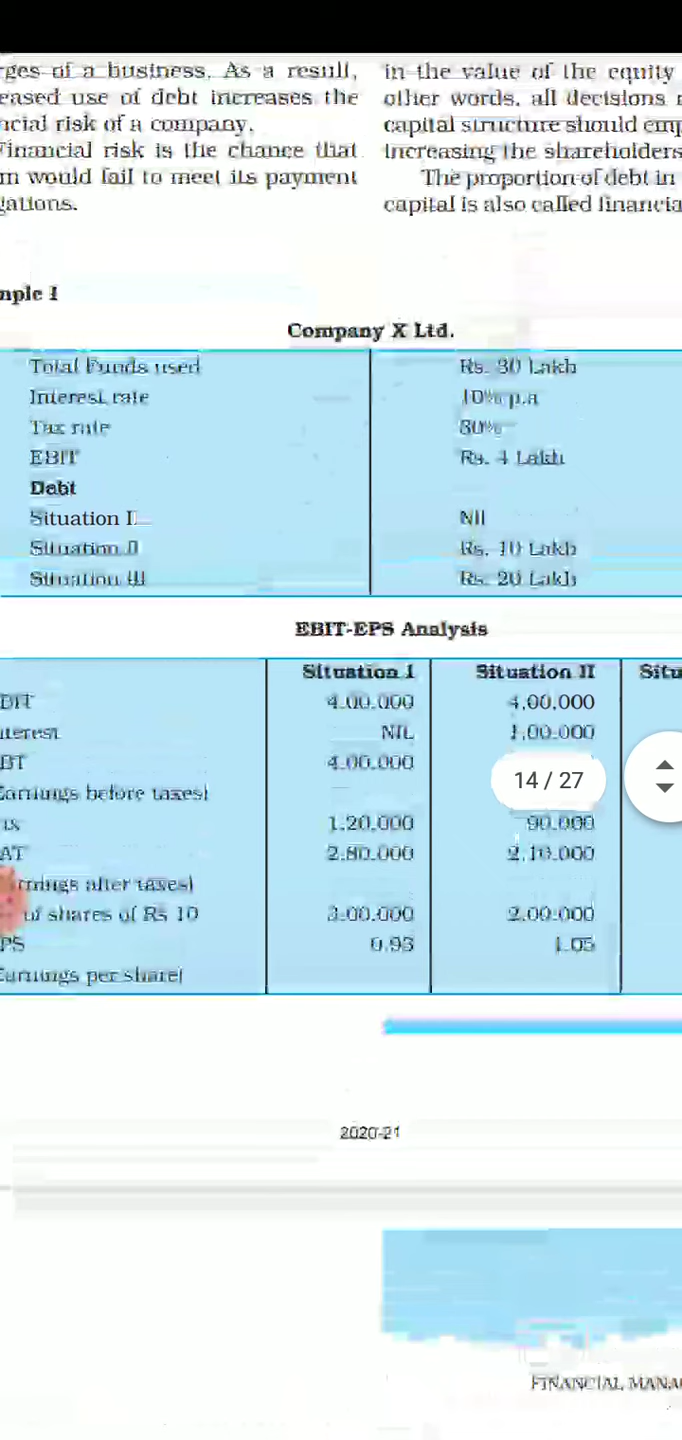 rges of a business. As a result,
eased use of debt increases the
ncial risk of a company.
Financial risk is the chance that
m would fail to meet its payment
gations.
in the value of the equity
other words, all decisions
capital structure should emp
increasing the shareholders
The proportion of debt in
capital is also called financia
mple I
Company X Ltd.
Total Funds used Rs. 30 Lakh
Interest rate 10% p.a
Tax rate 30%
EBIT Rs. 4 Lakh
Debt
Situation I Nil
Situation II Rs. 10 Lakh
Situation III Rs. 20 Lakh
EBIT-EPS Analysis
Situation I Situation II Situ
BIT 4,00,000 4,00,000
nterest NIL 1,00,000
BT 4,00,000
Earnings before taxes)
ax 1,20,000 90,000
AT 2,80,000 2,10,000
arnings after taxes)
of shares of Rs 10 3,00,000 2,00,000
PS 0.93 1.05
Earnings per share)
14 / 27
2020-21
FINANCIAL MANA